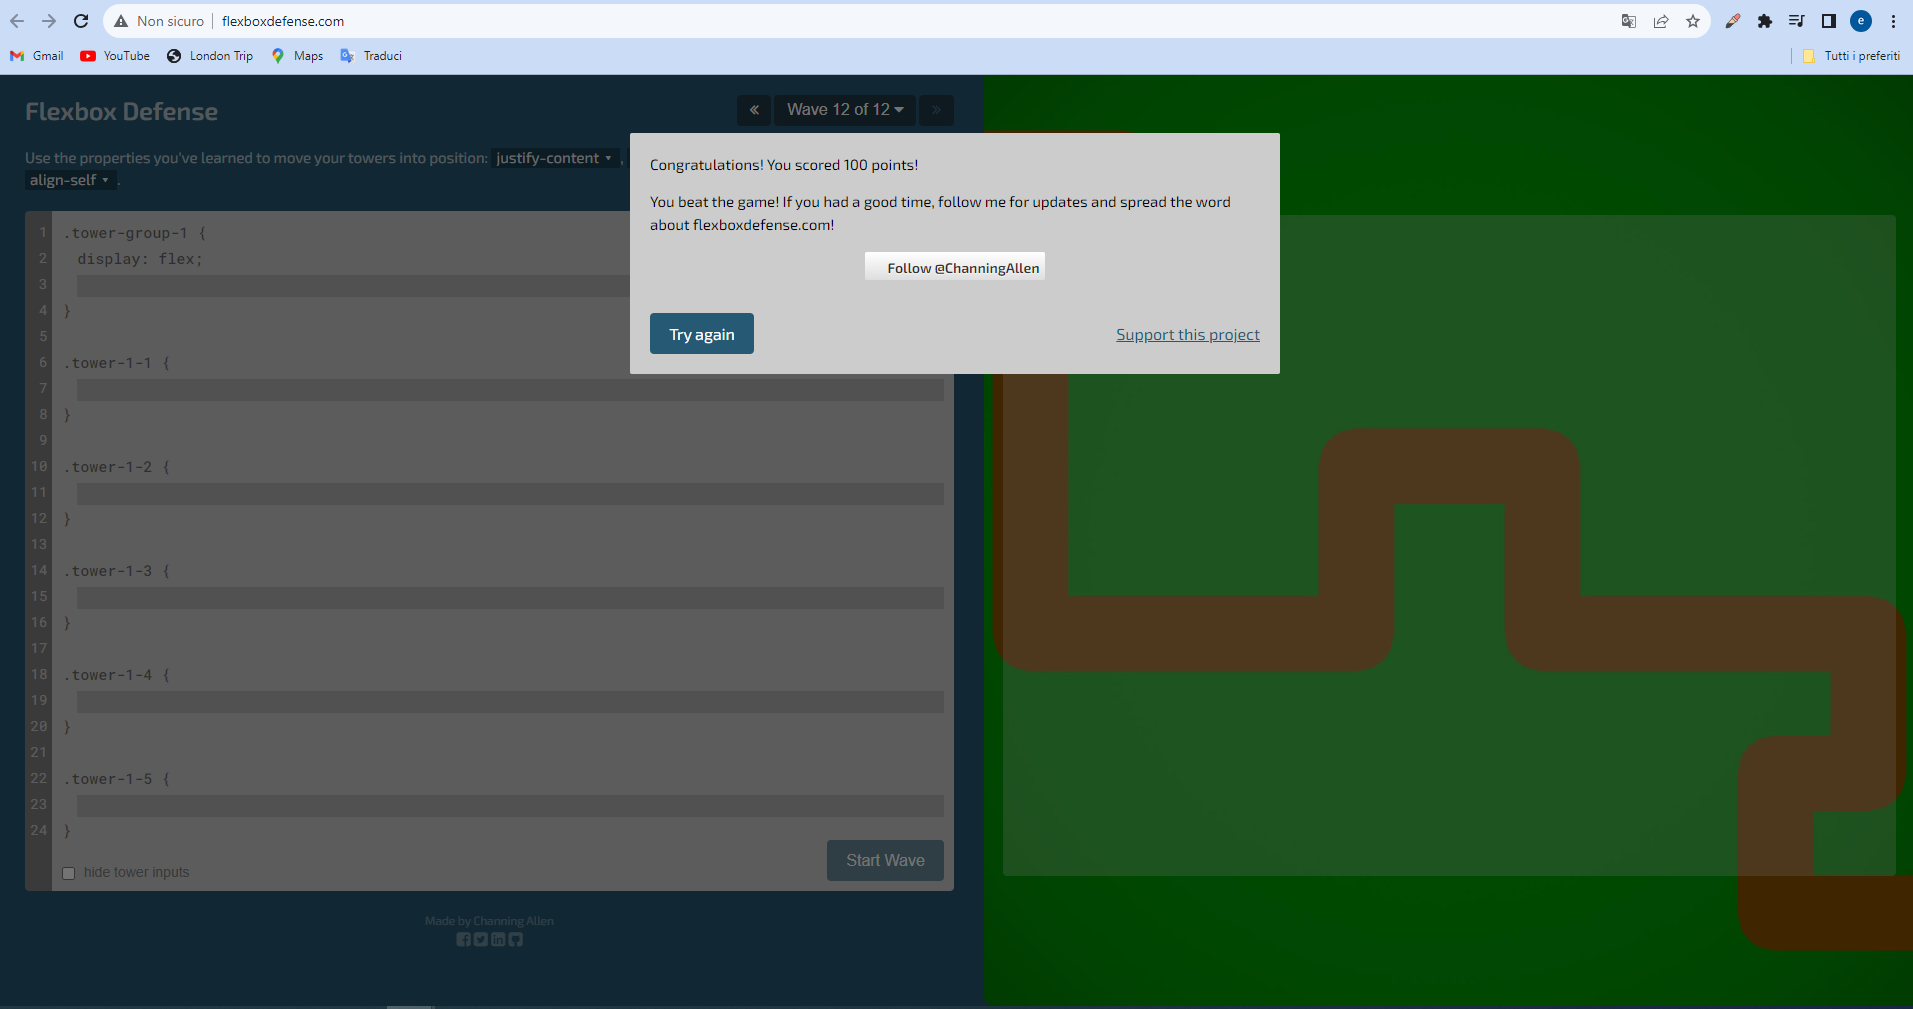 Non sicuro | flexboxdefense.com
Gmail YouTube London Trip Maps Traduci Tutti i preferiti
e
Flexbox Defense
« Wave 12 of 12 »
Use the properties you've learned to move your towers into position: justify-content ,
align-self .
1 .tower-group-1 {
2 display: flex;
3
4 }
5
6 .tower-1-1 {
7
8 }
9
10 .tower-1-2 {
11
12 }
13
14 .tower-1-3 {
15
16 }
17
18 .tower-1-4 {
19
20 }
21
22 .tower-1-5 {
23
24 }
hide tower inputs
Start Wave
Made by Channing Allen
Congratulations! You scored 100 points!
You beat the game! If you had a good time, follow me for updates and spread the word
about flexboxdefense.com!
Follow @ChanningAllen
Try again
Support this project